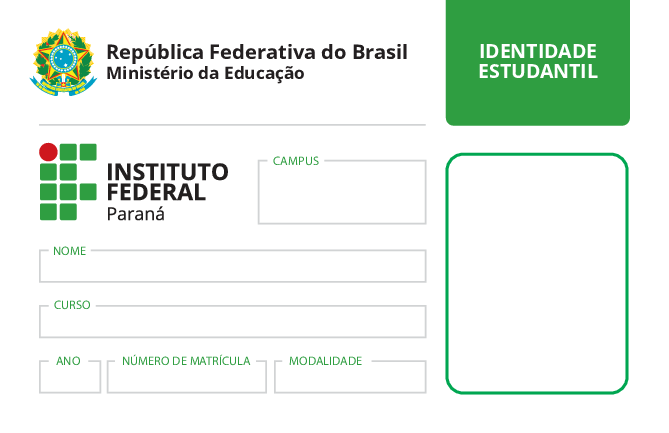 República Federativa do Brasil
Ministério da Educação
IDENTIDADE
ESTUDANTIL
INSTITUTO
FEDERAL
Paraná
CAMPUS
NOME
CURSO
ANO
NÚMERO DE MATRÍCULA
MODALIDADE